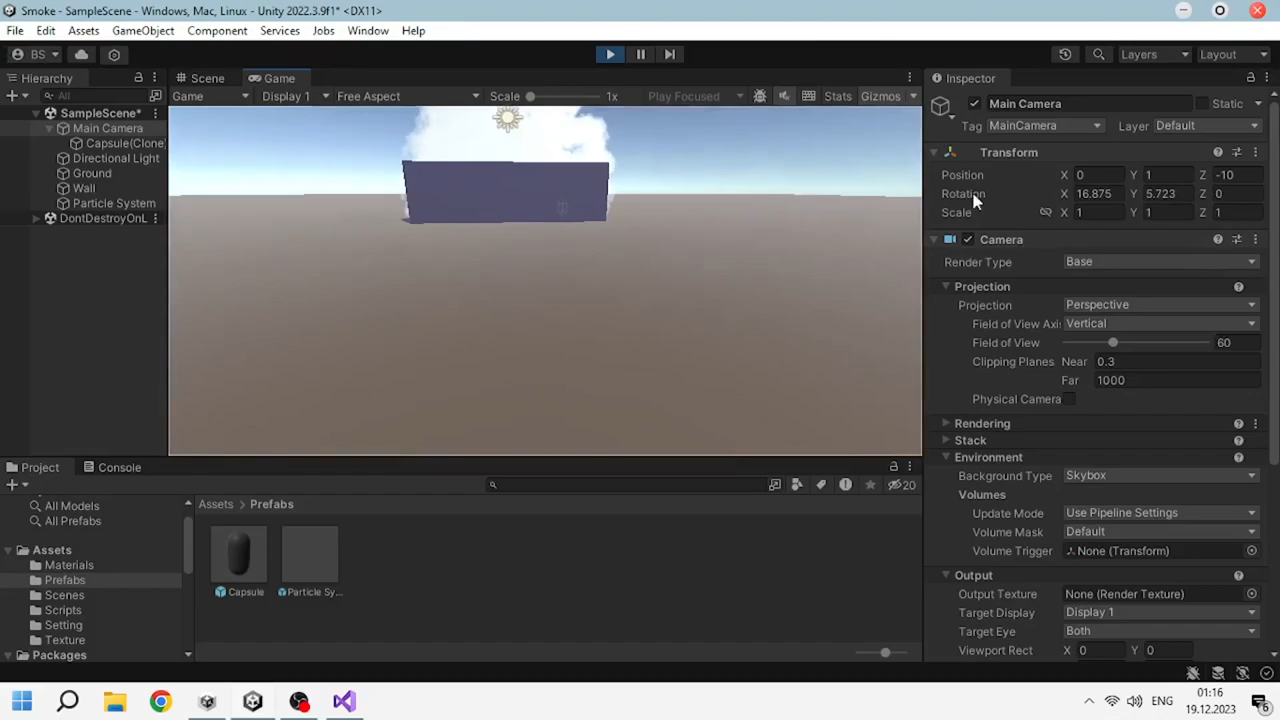 Smoke - SampleScene - Windows, Mac, Linux - Unity 2022.3.9f1* <DX11>
File Edit Assets GameObject Component Services Jobs Window Help
BS Layers Layout
Hierarchy
All
SampleScene*
Main Camera
Capsule(Clone)
Directional Light
Ground
Wall
Particle System
DontDestroyOnL
Scene Game
Game Display 1 Free Aspect Scale 1x Play Focused Stats Gizmos
Inspector
Main Camera Static
Tag MainCamera Layer Default
Transform
Position X 0 Y 1 Z -10
Rotation X 16.875 Y 5.723 Z 0
Scale X 1 Y 1 Z 1
Camera
Render Type Base
Projection
Projection Perspective
Field of View Axi Vertical
Field of View 60
Clipping Planes Near 0.3
Far 1000
Physical Camera
Rendering
Stack
Environment
Background Type Skybox
Volumes
Update Mode Use Pipeline Settings
Volume Mask Default
Volume Trigger None (Transform)
Output
Output Texture None (Render Texture)
Target Display Display 1
Target Eye Both
Viewport Rect X 0 Y 0
Project Console
20
All Models
All Prefabs
Assets
Materials
Prefabs
Scenes
Scripts
Setting
Texture
Packages
Assets > Prefabs
Capsule Particle Sy...
ENG 01:16
19.12.2023
6